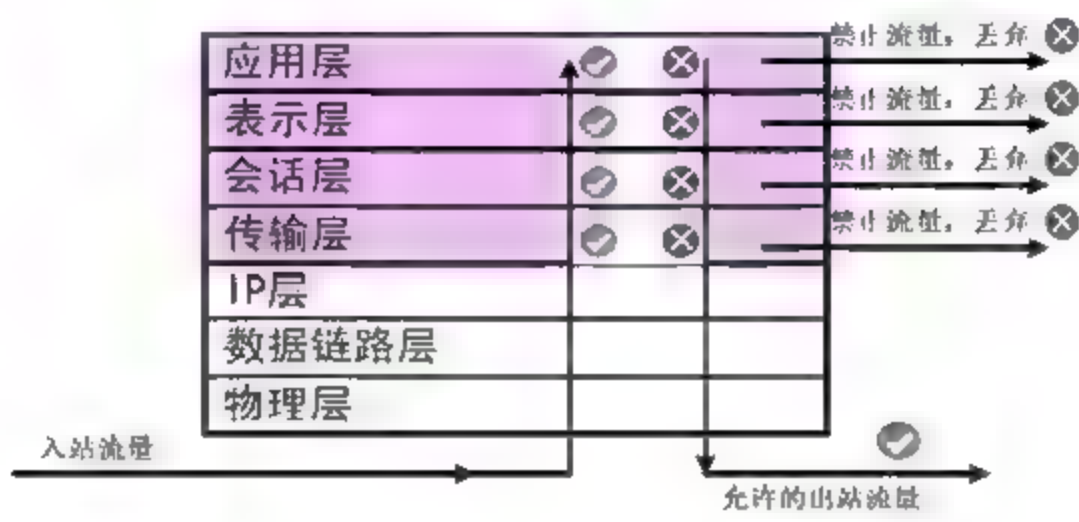 禁止流量，丢弃
应用层
禁止流量，丢弃
表示层
禁止流量，丢弃
会话层
禁止流量，丢弃
传输层
IP层
数据链路层
物理层
入站流量
允许的出站流量